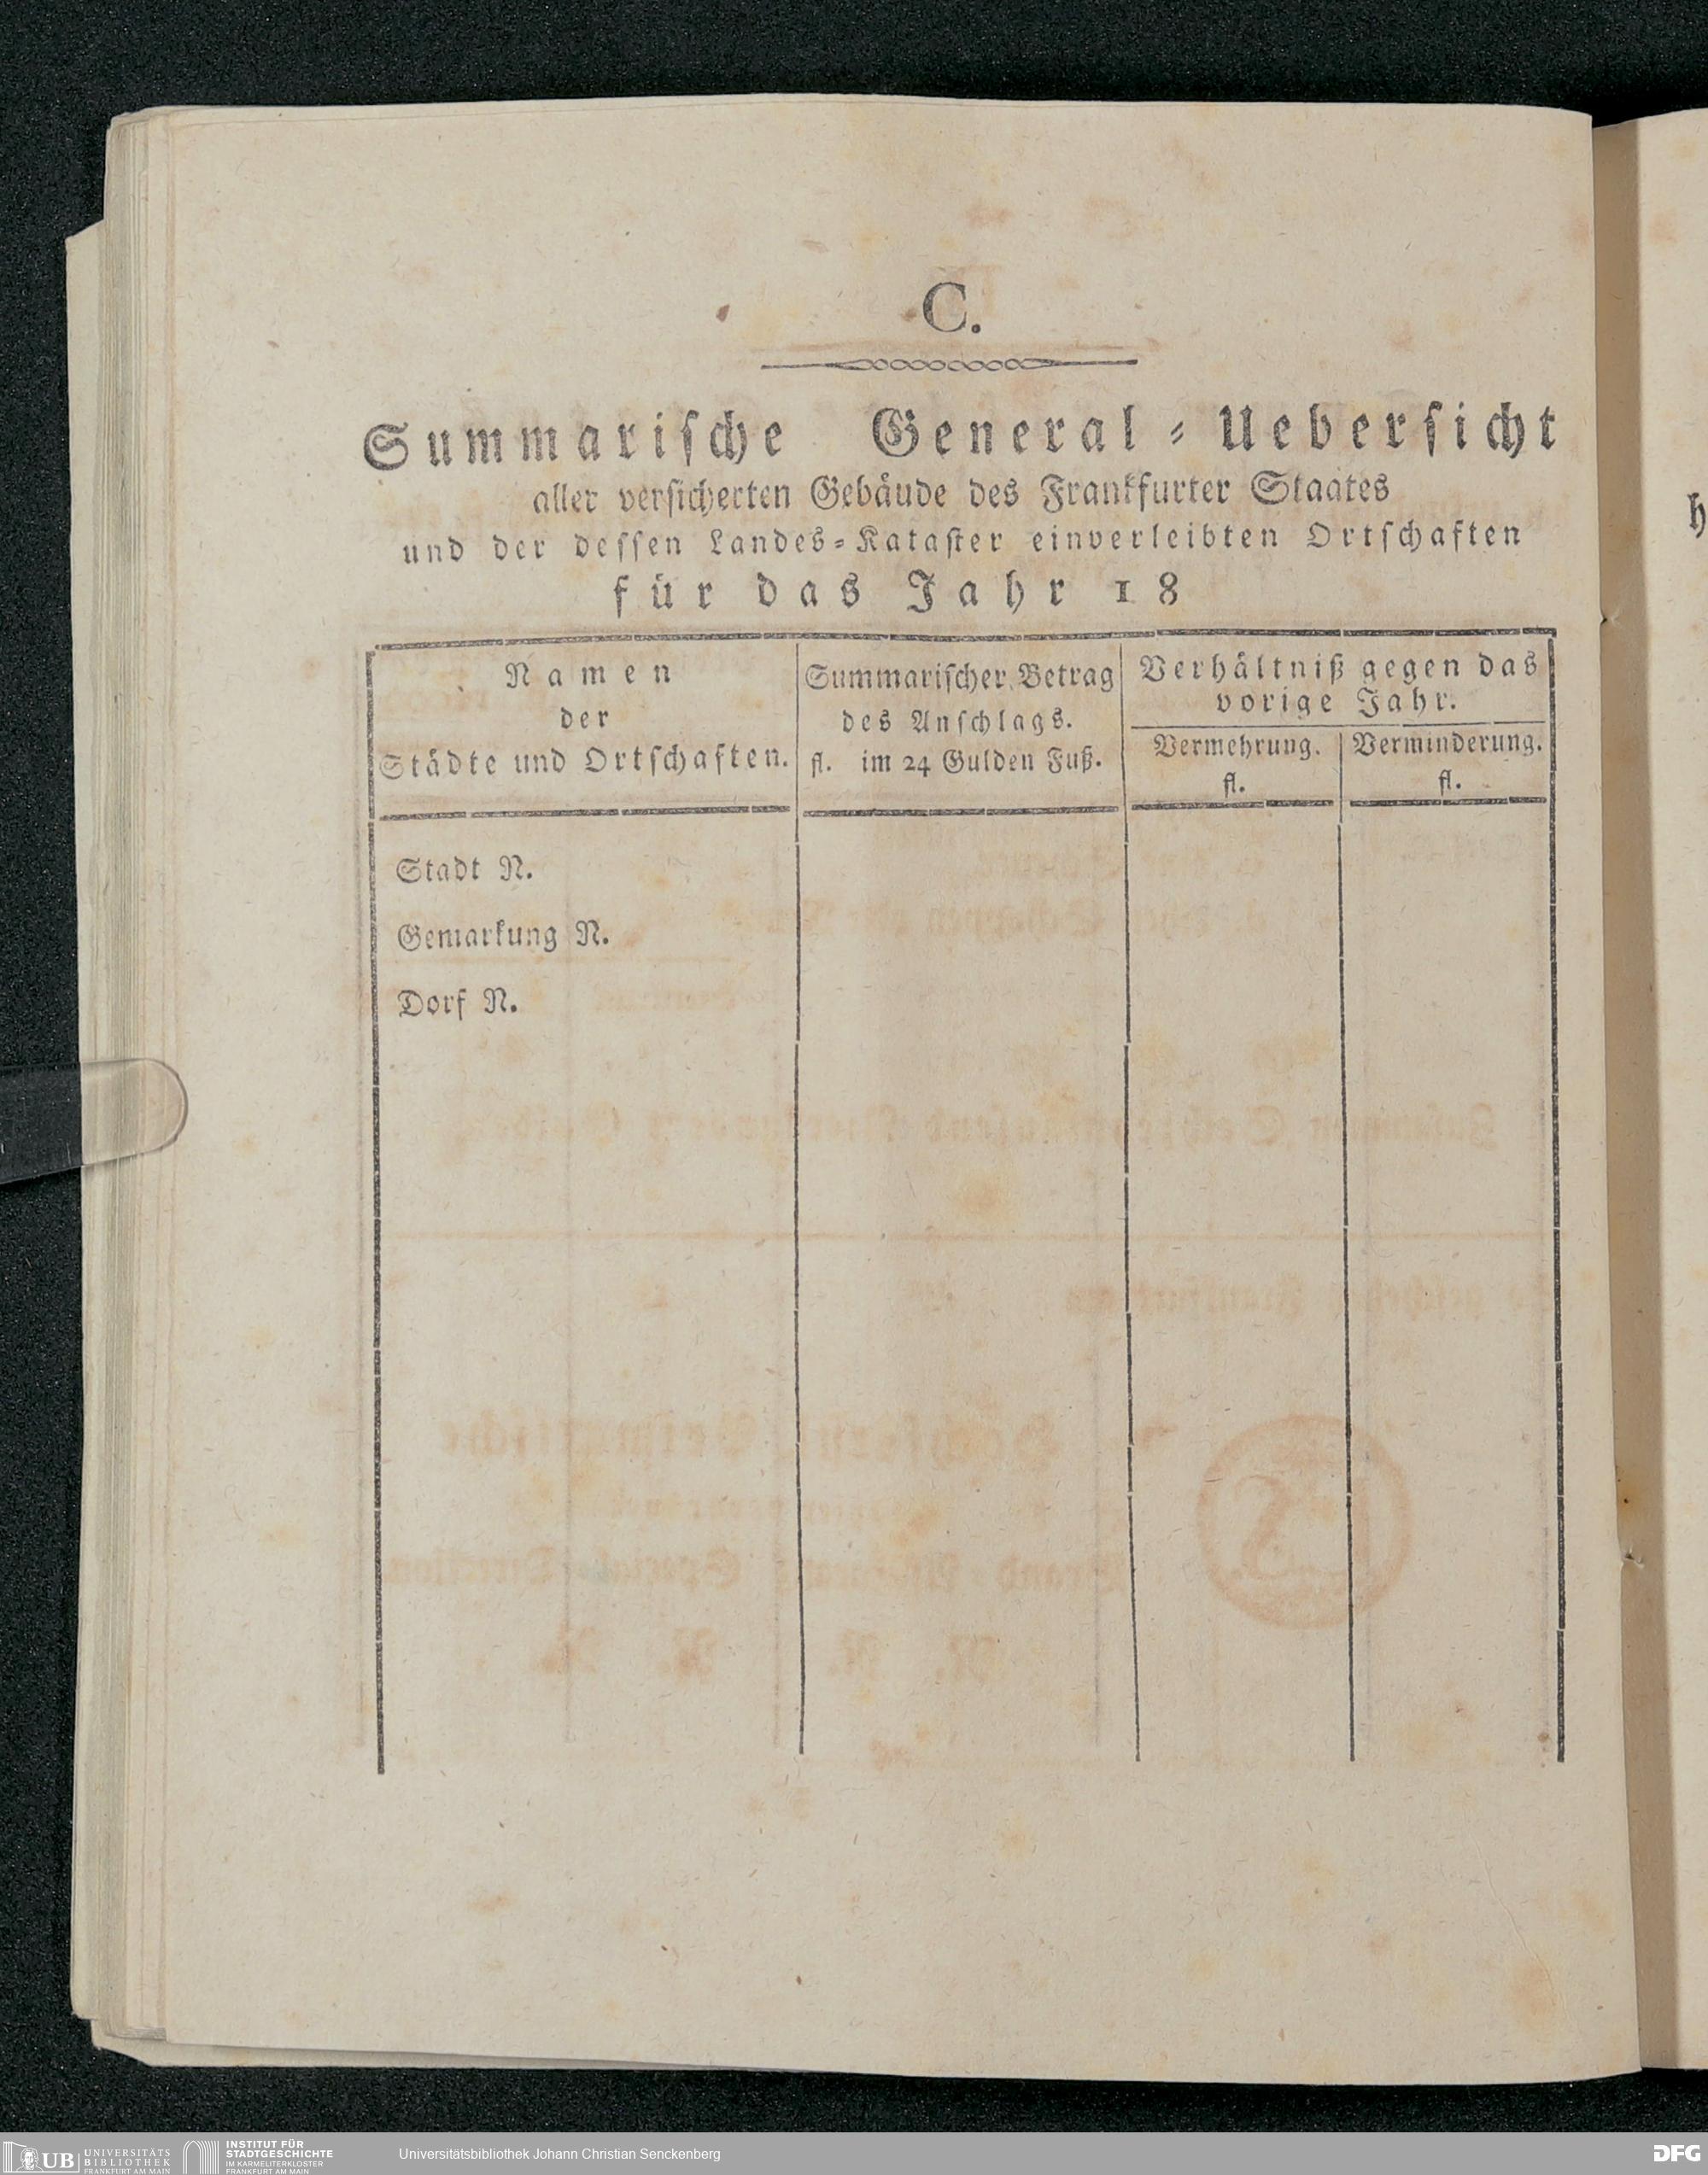 C.
Summarische General-Uebersicht
aller versicherten Gebäude des Frankfurter Staates
und der dessen Landes-Kataster einverleibten Ortschaften
für das Jahr 18
Namen
der
Städte und Ortschaften.
Summarischer Betrag
des Anschlags.
fl. im 24 Gulden Fuß.
Verhältniß gegen das
vorige Jahr.
Vermehrung.
fl.
Verminderung.
fl.
Stadt N.
Gemarkung N.
Dorf N.
h
UB
UNIVERSITÄTS
BIBLIOTHEK
FRANKFURT AM MAIN
INSTITUT FÜR
STADTGESCHICHTE
IM KARMELITERKLOSTER
FRANKFURT AM MAIN
Universitätsbibliothek Johann Christian Senckenberg
DFG